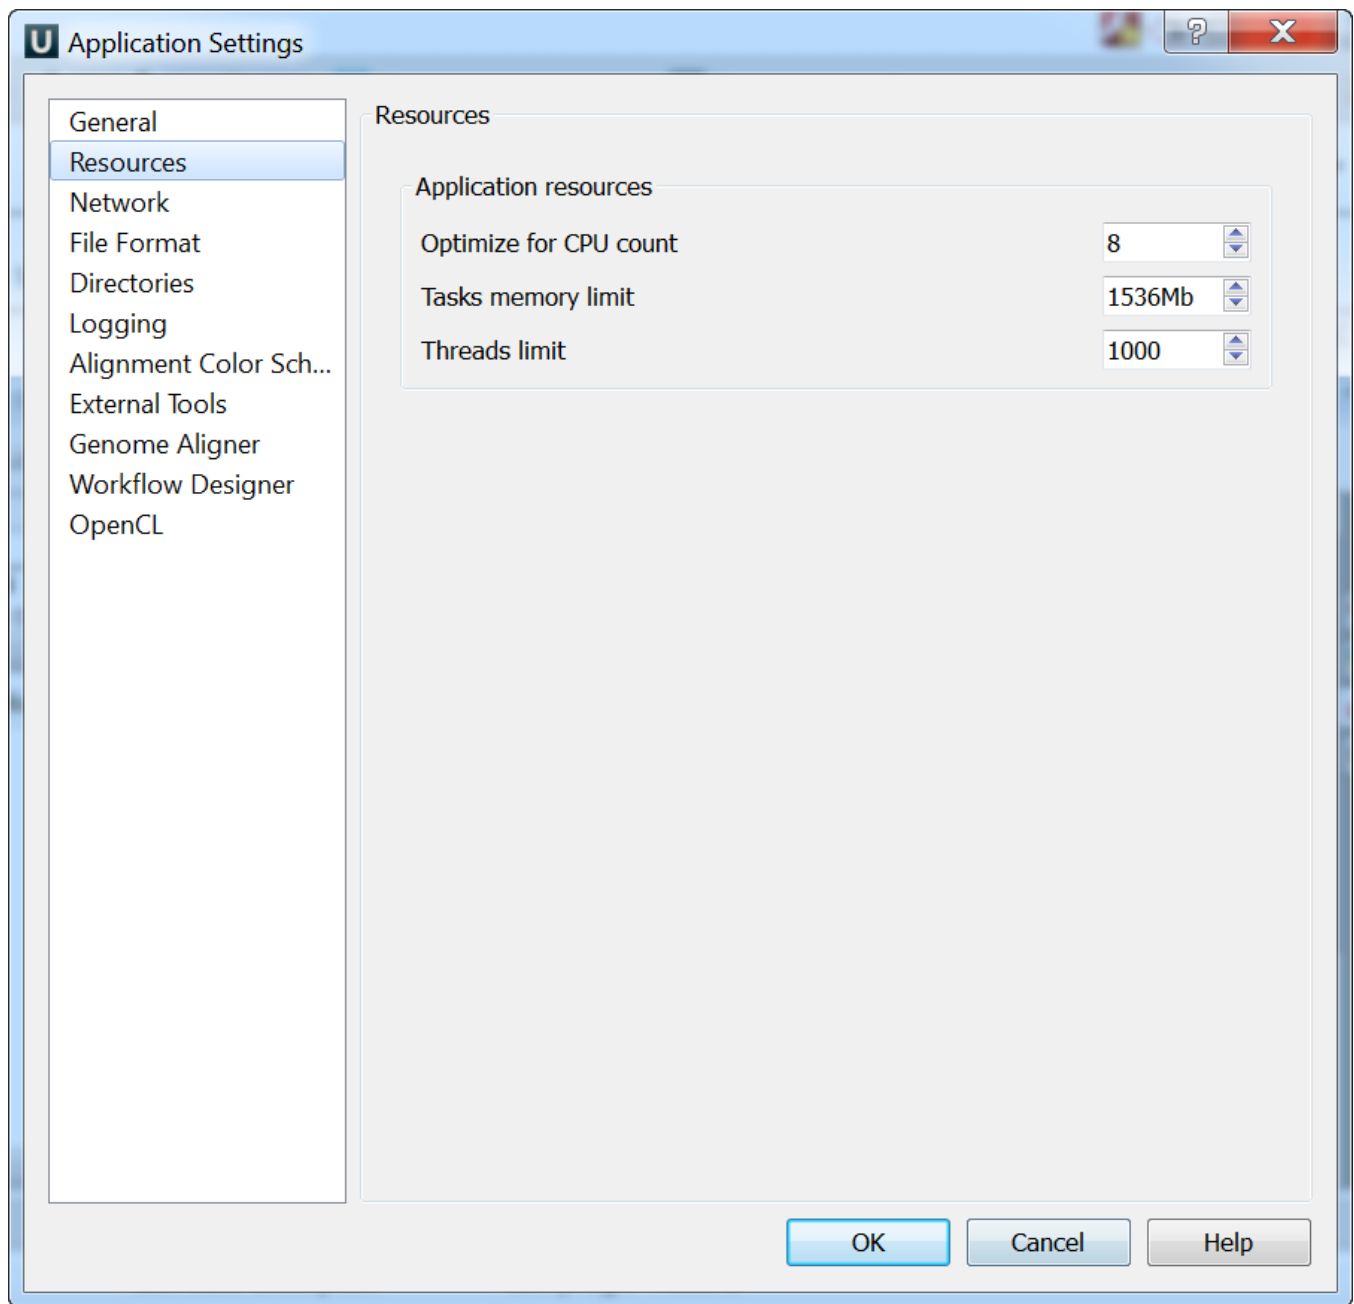 U Application Settings
General
Resources
Network
File Format
Directories
Logging
Alignment Color Sch...
External Tools
Genome Aligner
Workflow Designer
OpenCL
Resources
Application resources
Optimize for CPU count 8
Tasks memory limit 1536Mb
Threads limit 1000
OK Cancel Help